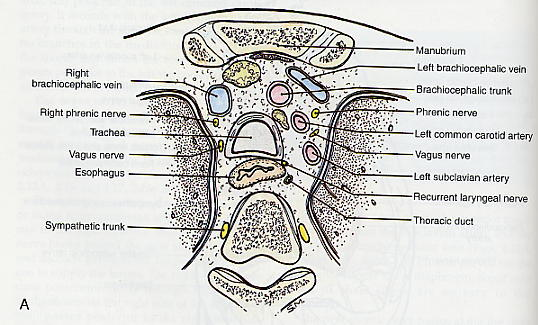 Manubrium
Left brachiocephalic vein
Right
brachiocephalic vein
Brachiocephalic trunk
Right phrenic nerve
Phrenic nerve
Trachea
Left common carotid artery
Vagus nerve
Vagus nerve
Esophagus
Left subclavian artery
Recurrent laryngeal nerve
Thoracic duct
Sympathetic trunk
A
SM